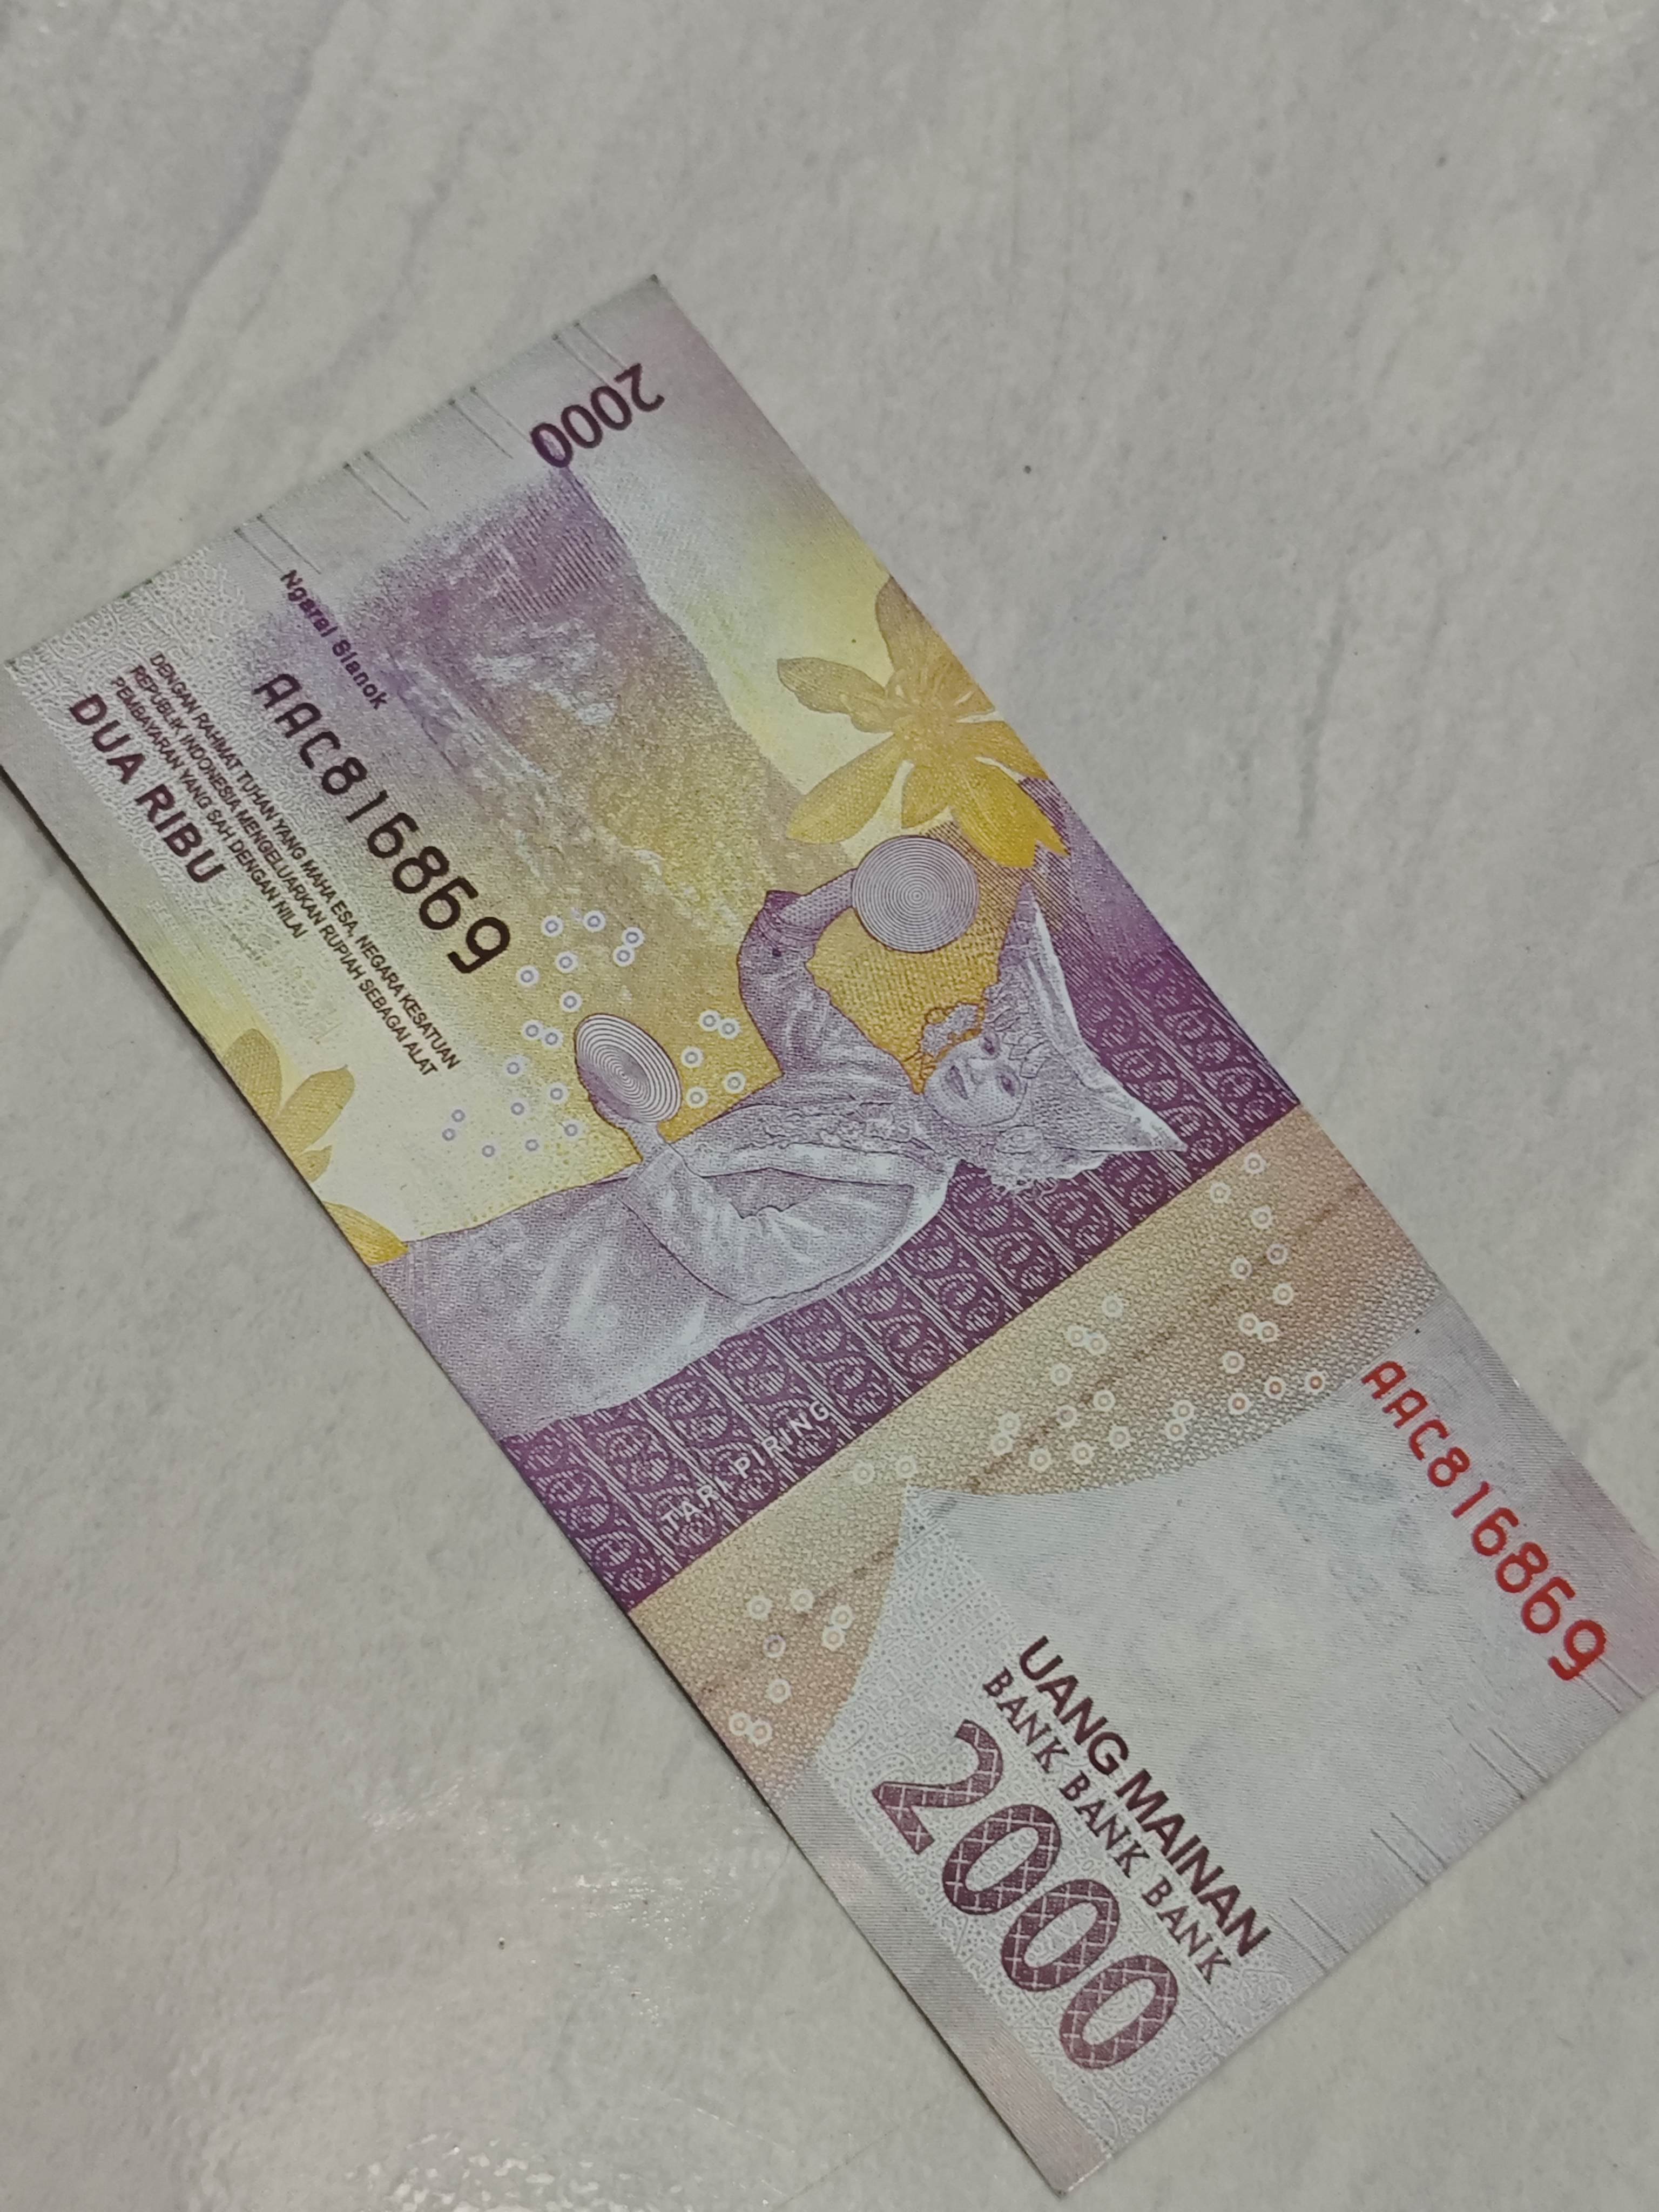 2000
Ngarai Sianok
AAC816869
DENGAN RAHMAT TUHAN YANG MAHA ESA, NEGARA KESATUAN
REPUBLIK INDONESIA MENGELUARKAN RUPIAH SEBAGAI ALAT
PEMBAYARAN YANG SAH DENGAN NILAI
DUA RIBU
TARI PIRING
AAC816869
UANG MAINAN
BANK BANK BANK
2000